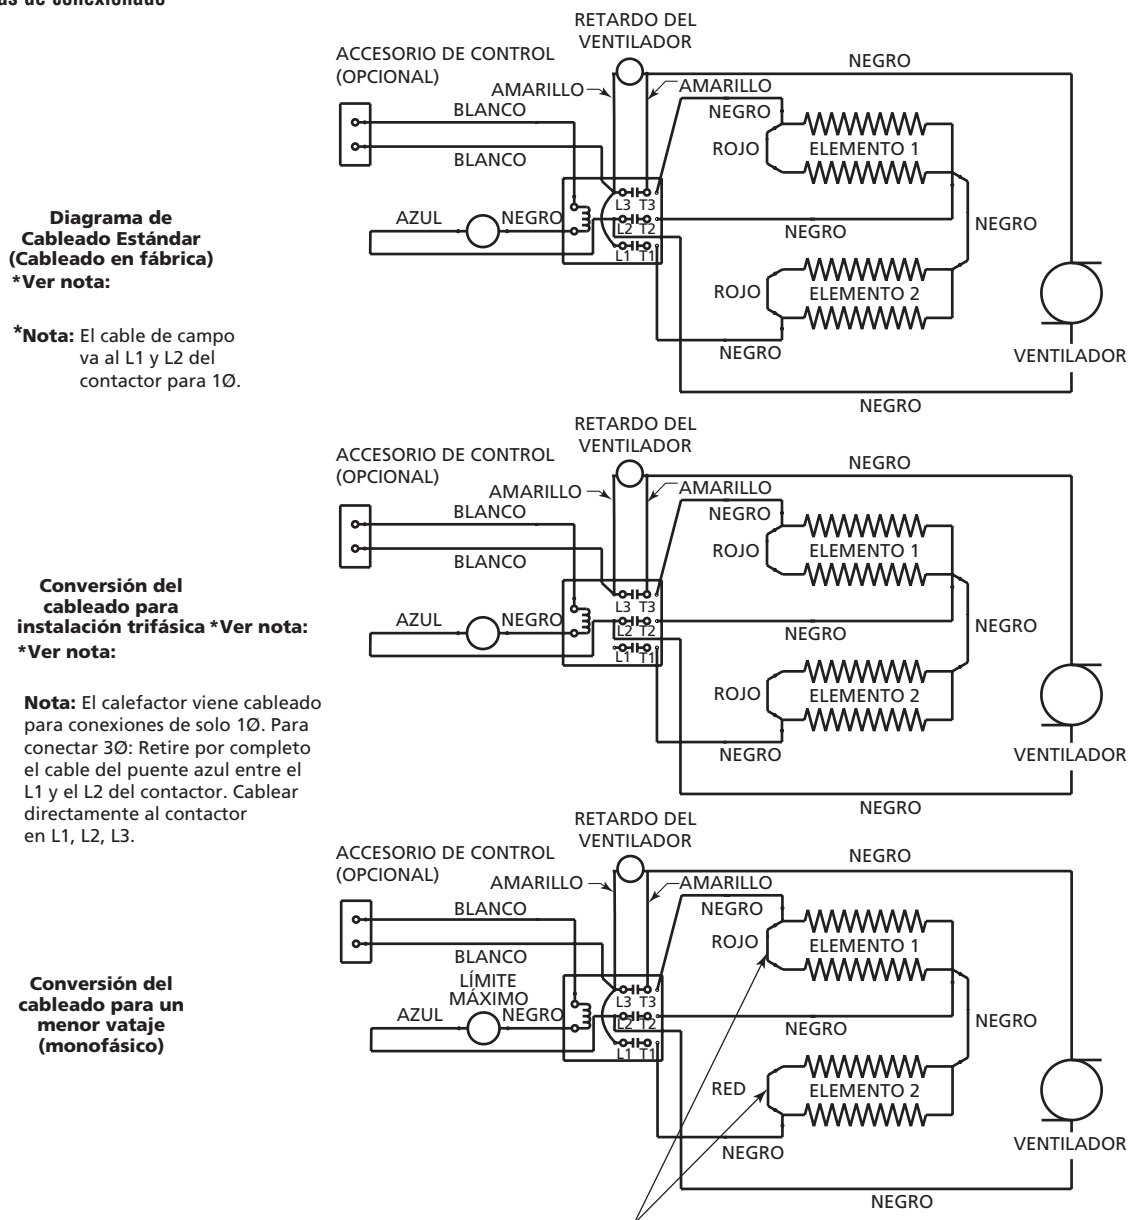 as de conexionado
RETARDO DEL
VENTILADOR
ACCESORIO DE CONTROL
(OPCIONAL)
NEGRO
AMARILLO
AMARILLO
BLANCO
NEGRO
ROJO
ELEMENTO 1
BLANCO
L3 T3
AZUL
NEGRO
L2 T2
NEGRO
NEGRO
L1 T1
ROJO
ELEMENTO 2
NEGRO
VENTILADOR
NEGRO
Diagrama de
Cableado Estándar
(Cableado en fábrica)
*Ver nota:
*Nota: El cable de campo
va al L1 y L2 del
contactor para 1Ø.
RETARDO DEL
VENTILADOR
ACCESORIO DE CONTROL
(OPCIONAL)
NEGRO
AMARILLO
AMARILLO
BLANCO
NEGRO
ROJO
ELEMENTO 1
BLANCO
L3 T3
AZUL
NEGRO
L2 T2
NEGRO
NEGRO
L1 T1
ROJO
ELEMENTO 2
NEGRO
VENTILADOR
NEGRO
Conversión del
cableado para
instalación trifásica *Ver nota:
*Ver nota:
Nota: El calefactor viene cableado
para conexiones de solo 1Ø. Para
conectar 3Ø: Retire por completo
el cable del puente azul entre el
L1 y el L2 del contactor. Cablear
directamente al contactor
en L1, L2, L3.
RETARDO DEL
VENTILADOR
ACCESORIO DE CONTROL
(OPCIONAL)
NEGRO
AMARILLO
AMARILLO
BLANCO
NEGRO
ROJO
ELEMENTO 1
BLANCO
LÍMITE
MÁXIMO
L3 T3
AZUL
NEGRO
L2 T2
NEGRO
NEGRO
L1 T1
RED
ELEMENTO 2
NEGRO
VENTILADOR
NEGRO
Conversión del
cableado para un
menor vataje
(monofásico)